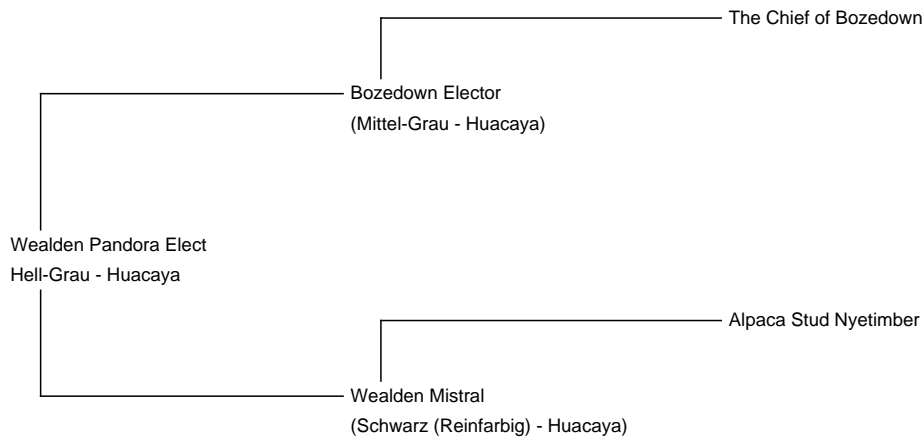 The Chief of Bozedown
Bozedown Elector
(Mittel-Grau - Huacaya)
Wealden Pandora Elect
Hell-Grau - Huacaya
Alpaca Stud Nyetimber
Wealden Mistral
(Schwarz (Reinfarbig) - Huacaya)